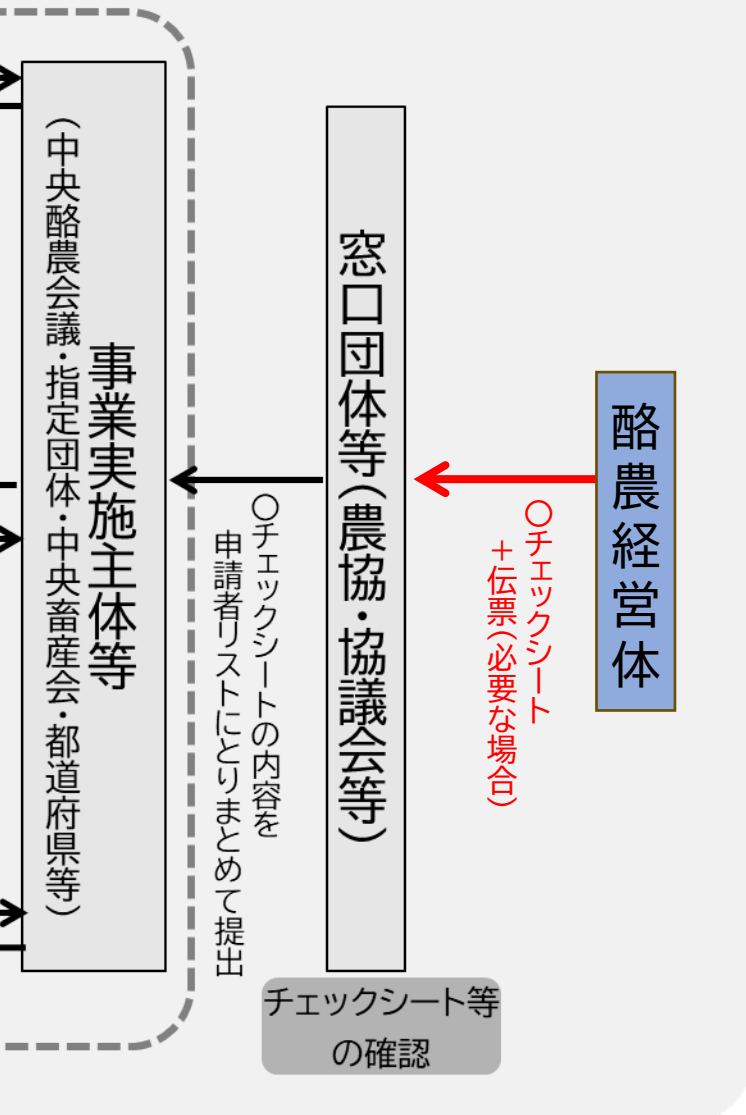 酪農経営体
〇チェックシート
＋伝票（必要な場合）
窓口団体等（農協・協議会等）
〇チェックシートの内容を
申請者リストにとりまとめて提出
事業実施主体等
（中央酪農会議・指定団体・中央畜産会・都道府県等）
チェックシート等
の確認